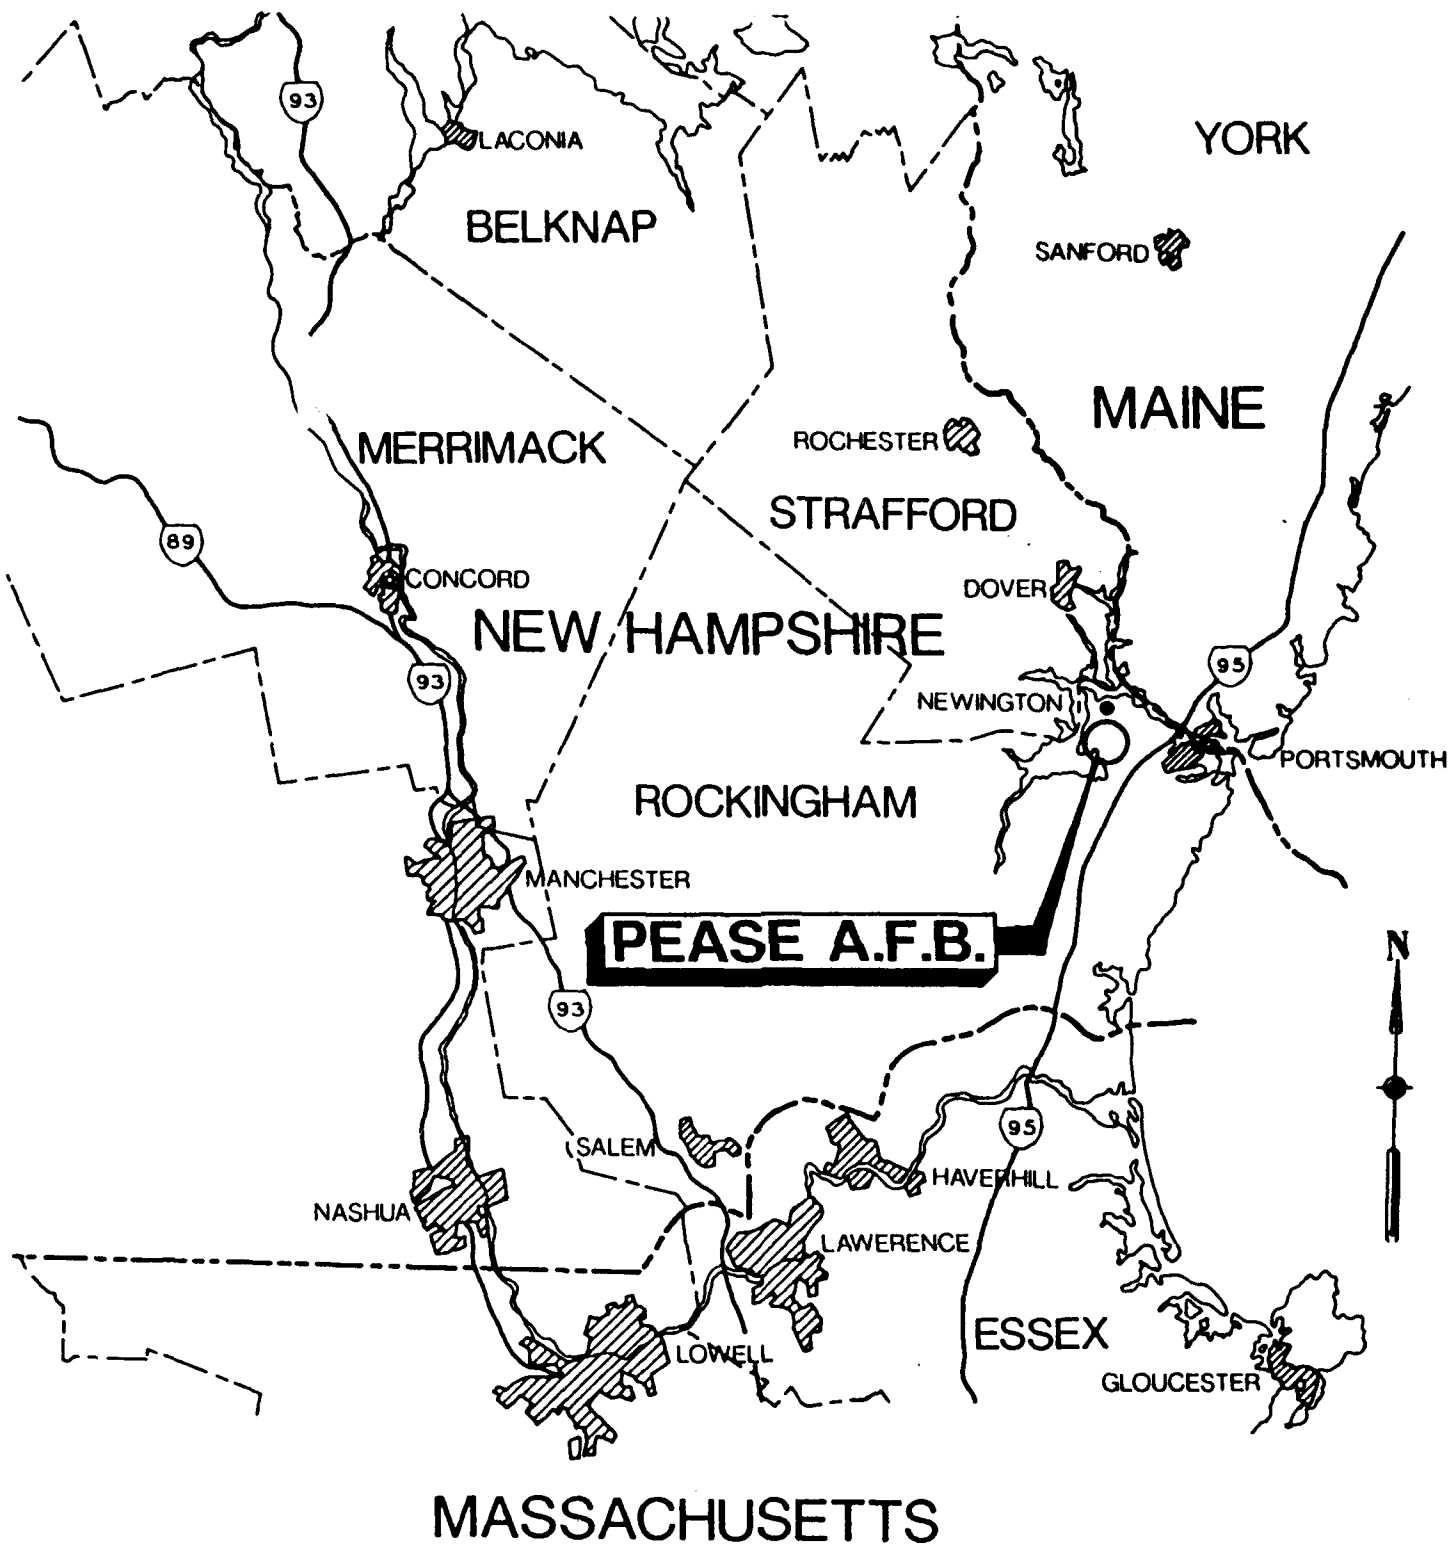 93
YORK
LACONIA
BELKNAP
SANFORD
MAINE
ROCHESTER
MERRIMACK
STRAFFORD
89
CONCORD
DOVER
NEW HAMPSHIRE
95
93
NEWINGTON
PORTSMOUTH
ROCKINGHAM
MANCHESTER
PEASE A.F.B.
N
93
95
SALEM
HAVERHILL
NASHUA
LAWERENCE
ESSEX
LOWELL
GLOUCESTER
MASSACHUSETTS